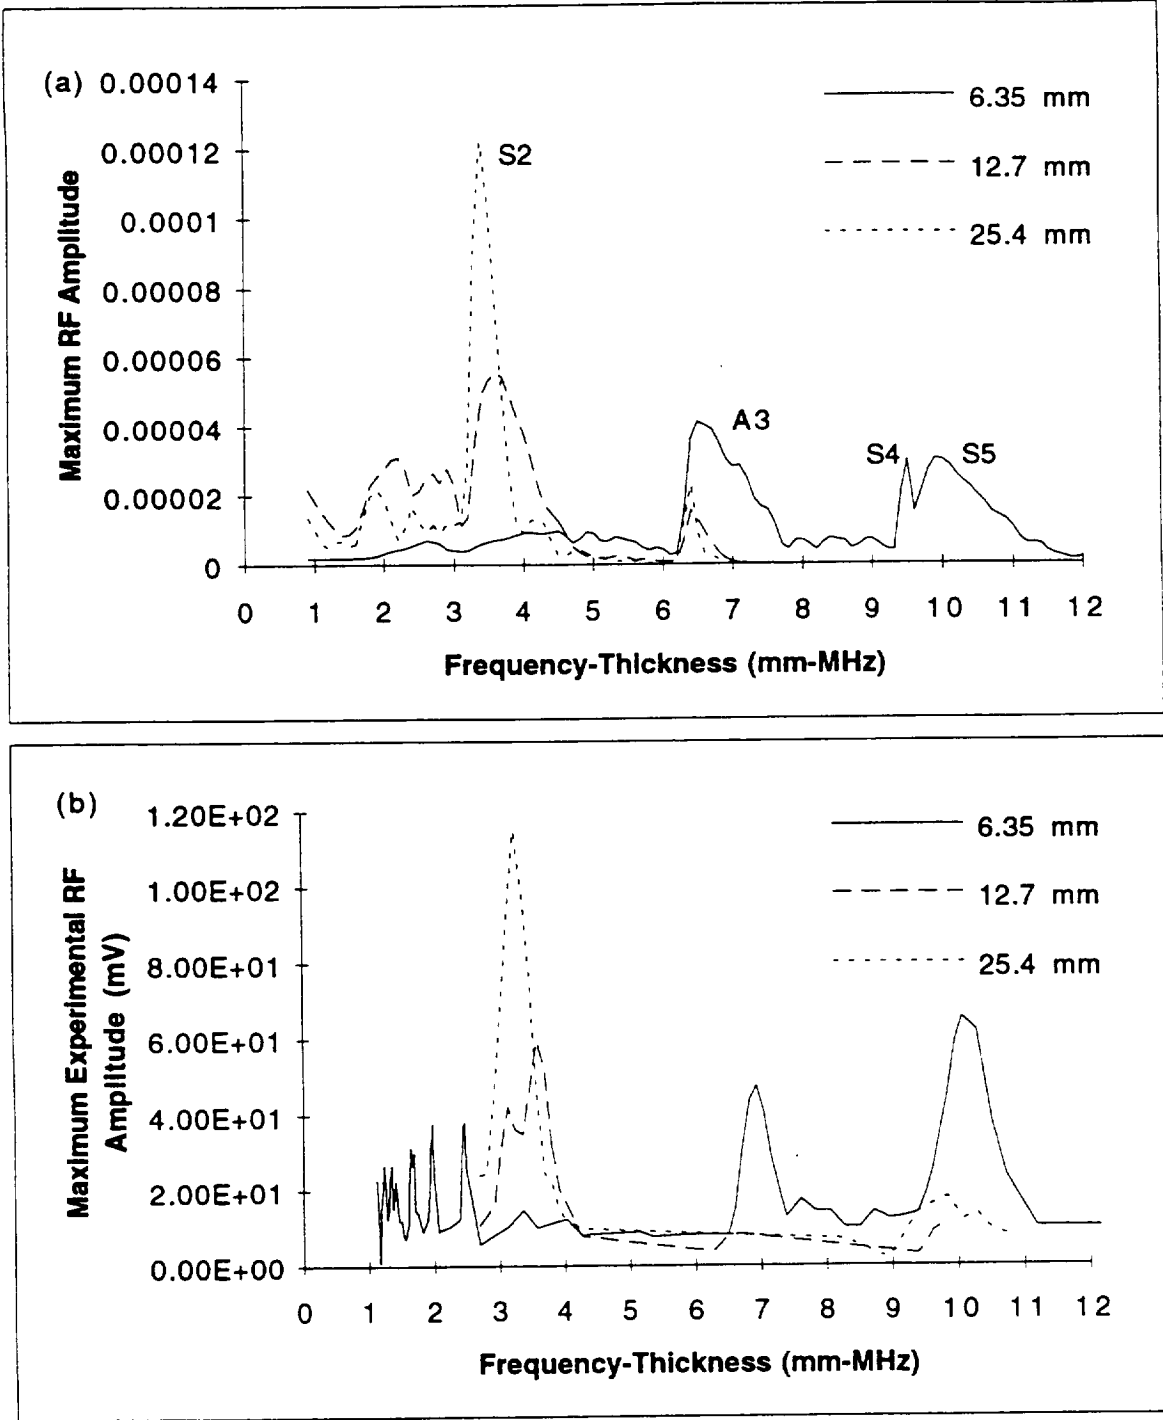 (a)
0.00014
0.00012
0.0001
0.00008
0.00006
0.00004
0.00002
0
Maximum RF Amplitude
S2
A3
S4 S5
6.35 mm
12.7 mm
25.4 mm
0 1 2 3 4 5 6 7 8 9 10 11 12
Frequency-Thickness (mm-MHz)
(b)
1.20E+02
1.00E+02
8.00E+01
6.00E+01
4.00E+01
2.00E+01
0.00E+00
Maximum Experimental RF
Amplitude (mV)
6.35 mm
12.7 mm
25.4 mm
0 1 2 3 4 5 6 7 8 9 10 11 12
Frequency-Thickness (mm-MHz)